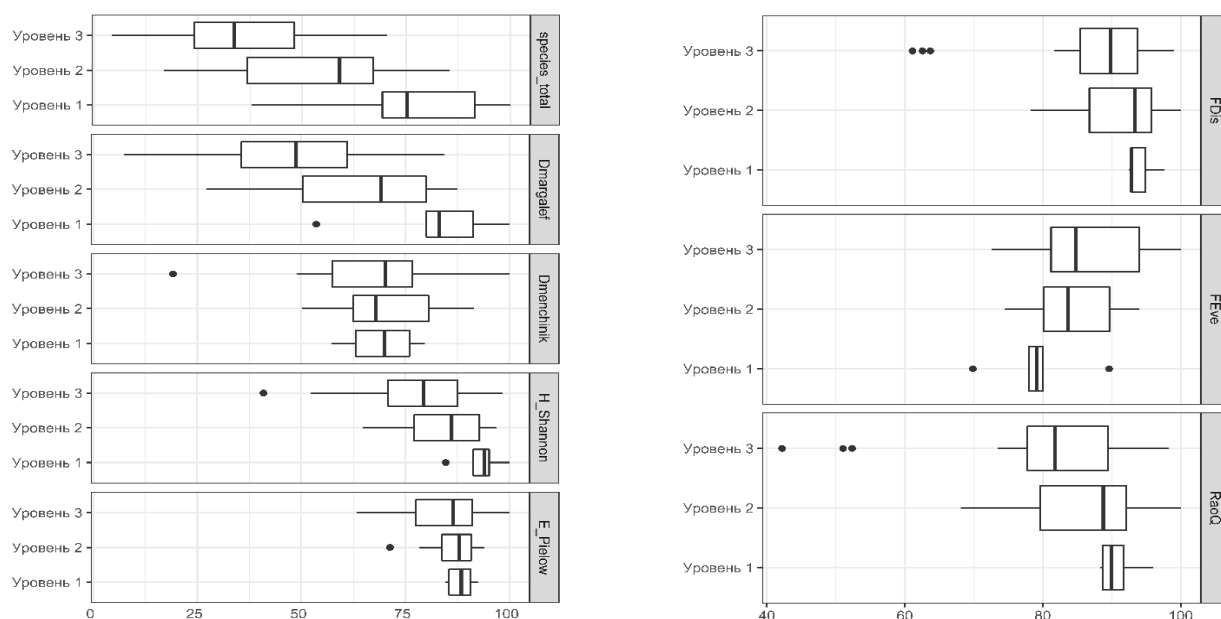 Уровень 3
Уровень 2
Уровень 1
species_total
Уровень 3
Уровень 2
Уровень 1
Dmargalef
Уровень 3
Уровень 2
Уровень 1
Dmenchinik
Уровень 3
Уровень 2
Уровень 1
H_Shannon
Уровень 3
Уровень 2
Уровень 1
E_Pielow
0 25 50 75 100
Уровень 3
Уровень 2
Уровень 1
FDis
Уровень 3
Уровень 2
Уровень 1
FEve
Уровень 3
Уровень 2
Уровень 1
RaoQ
40 60 80 100